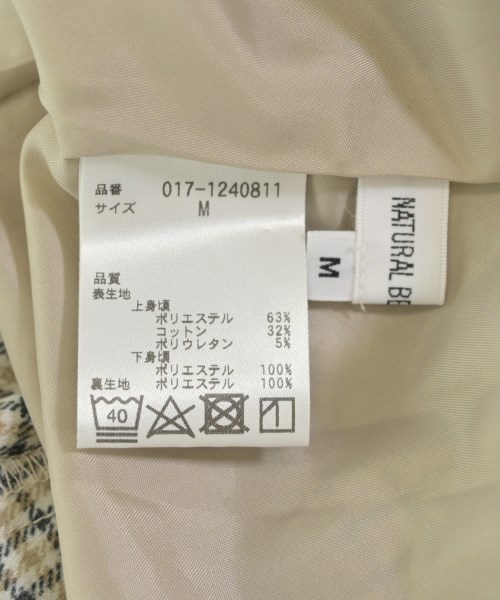 品番 017-1240811
サイズ M
品質
表生地
上身頃
ポリエステル 63%
コットン 32%
ポリウレタン 5%
下身頃
ポリエステル 100%
裏生地 ポリエステル 100%
40
M
NATURAL BE